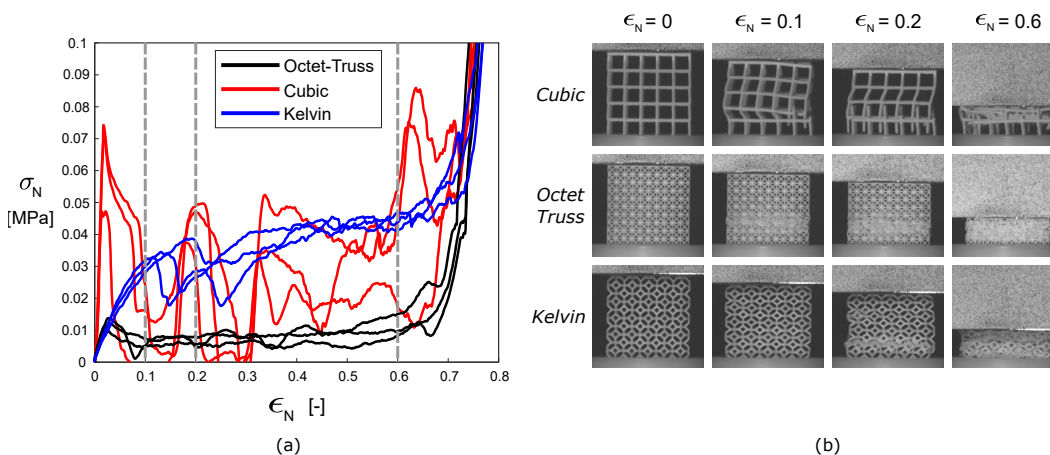 0.1
0.09
0.08
0.07
0.06
0.05
0.04
0.03
0.02
0.01
0
σN
[MPa]
Octet-Truss
Cubic
Kelvin
0 0.1 0.2 0.3 0.4 0.5 0.6 0.7 0.8
ϵN [-]
(a)
ϵN = 0 ϵN = 0.1 ϵN = 0.2 ϵN = 0.6
Cubic
Octet
Truss
Kelvin
(b)